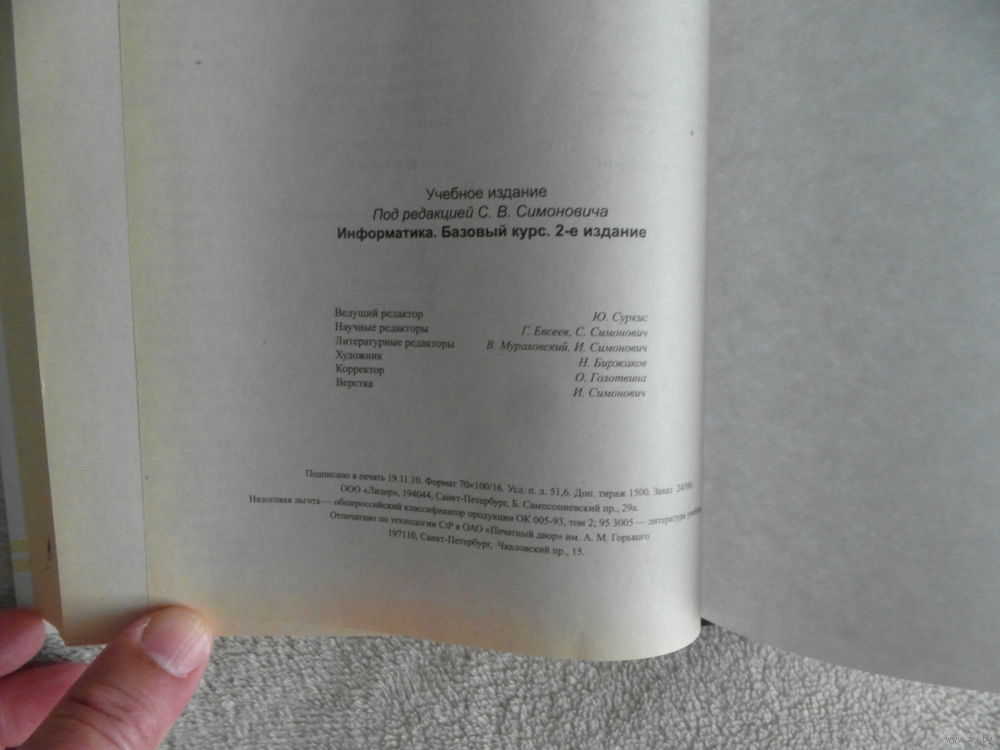 Учебное издание
Под редакцией С. В. Симоновича
Информатика. Базовый курс. 2-е издание
Ведущий редактор Ю. Суркис
Научные редакторы Г. Евсеев, С. Симонович
Литературные редакторы В. Мураховский, И. Симонович
Художник Н. Биржаков
Корректор О. Голотвина
Верстка И. Симонович
Подписано в печать 19.11.10. Формат 70×100/16. Усл. п. л. 51,6. Доп. тираж 1500. Заказ
ООО «Лидер», 194044, Санкт-Петербург, Б. Сампсониевский пр., 29а.
Налоговая льгота — общероссийский классификатор продукции ОК 005-93, том 2; 95 3005 — литература
Отпечатано по технологии CtP в ОАО «Печатный двор» им. А. М. Горького
197110, Санкт-Петербург, Чкаловский пр., 15.
www.ay.by